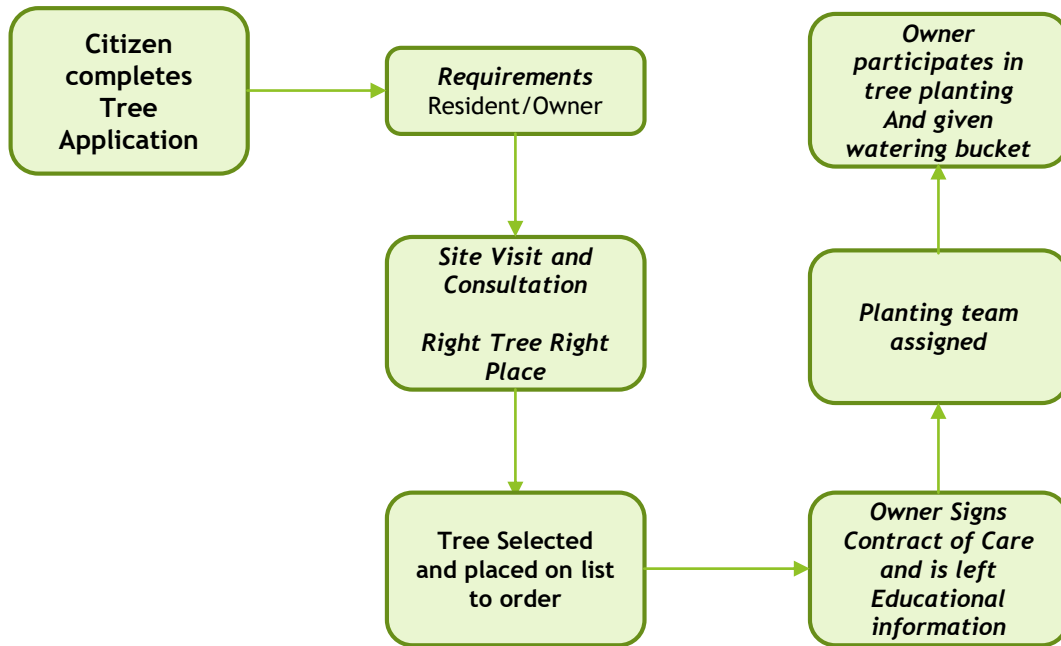 Citizen
completes
Tree
Application
Requirements
Resident/Owner
Site Visit and
Consultation
Right Tree Right
Place
Tree Selected
and placed on list
to order
Owner Signs
Contract of Care
and is left
Educational
information
Planting team
assigned
Owner
participates in
tree planting
And given
watering bucket